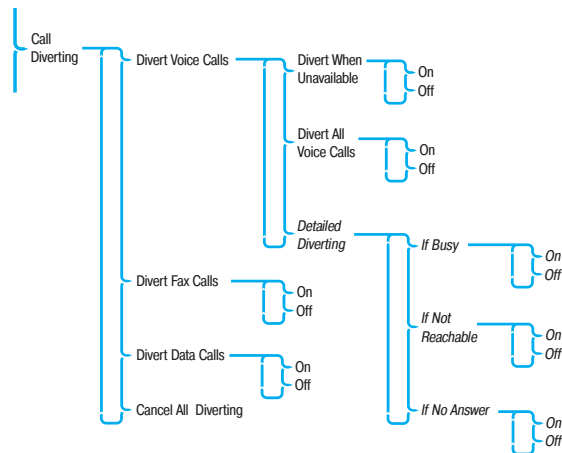 Call
Diverting
Divert Voice Calls
Divert When
Unavailable
On
Off
Divert All
Voice Calls
On
Off
Detailed
Diverting
If Busy
On
Off
If Not
Reachable
On
Off
If No Answer
On
Off
Divert Fax Calls
On
Off
Divert Data Calls
On
Off
Cancel All Diverting